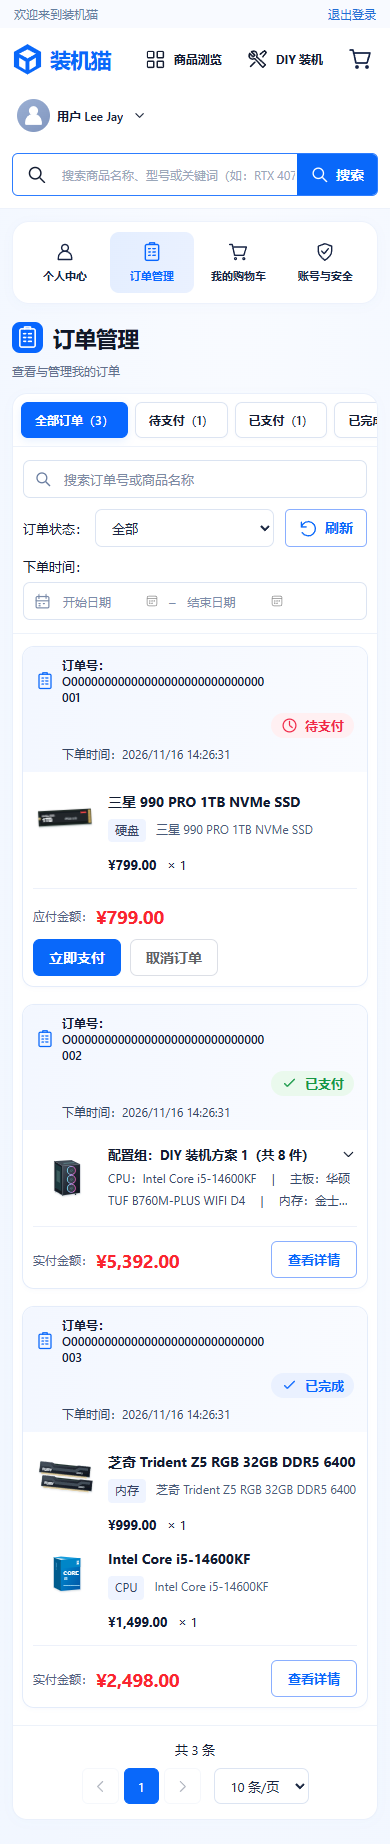 欢迎来到装机猫 退出登录
装机猫 商品浏览 DIY 装机
用户 Lee Jay
搜索商品名称、型号或关键词（如：RTX 407 搜索
个人中心 订单管理 我的购物车 账号与安全
订单管理
查看与管理我的订单
全部订单（3） 待支付（1） 已支付（1） 已完成
搜索订单号或商品名称
订单状态： 全部 刷新
下单时间：
开始日期 – 结束日期
订单号：
O0000000000000000000000000000
001
待支付
下单时间：2026/11/16 14:26:31
三星 990 PRO 1TB NVMe SSD
硬盘 三星 990 PRO 1TB NVMe SSD
¥799.00 × 1
应付金额：¥799.00
立即支付 取消订单
订单号：
O0000000000000000000000000000
002
已支付
下单时间：2026/11/16 14:26:31
配置组：DIY 装机方案 1（共 8 件）
CPU：Intel Core i5-14600KF | 主板：华硕
TUF B760M-PLUS WIFI D4 | 内存：金士...
实付金额：¥5,392.00 查看详情
订单号：
O0000000000000000000000000000
003
已完成
下单时间：2026/11/16 14:26:31
芝奇 Trident Z5 RGB 32GB DDR5 6400
内存 芝奇 Trident Z5 RGB 32GB DDR5 6400
¥999.00 × 1
Intel Core i5-14600KF
CPU Intel Core i5-14600KF
¥1,499.00 × 1
实付金额：¥2,498.00 查看详情
共 3 条
1 10 条/页